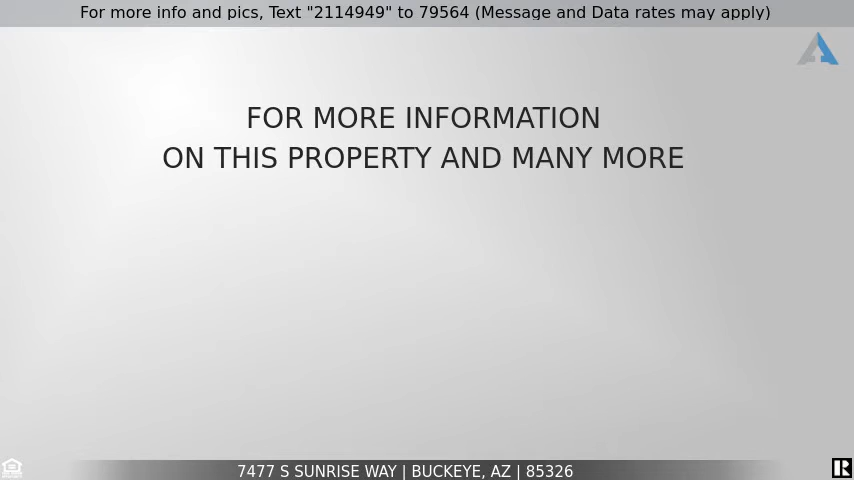 For more info and pics, Text "2114949" to 79564 (Message and Data rates may apply)
FOR MORE INFORMATION
ON THIS PROPERTY AND MANY MORE
7477 S SUNRISE WAY | BUCKEYE, AZ | 85326